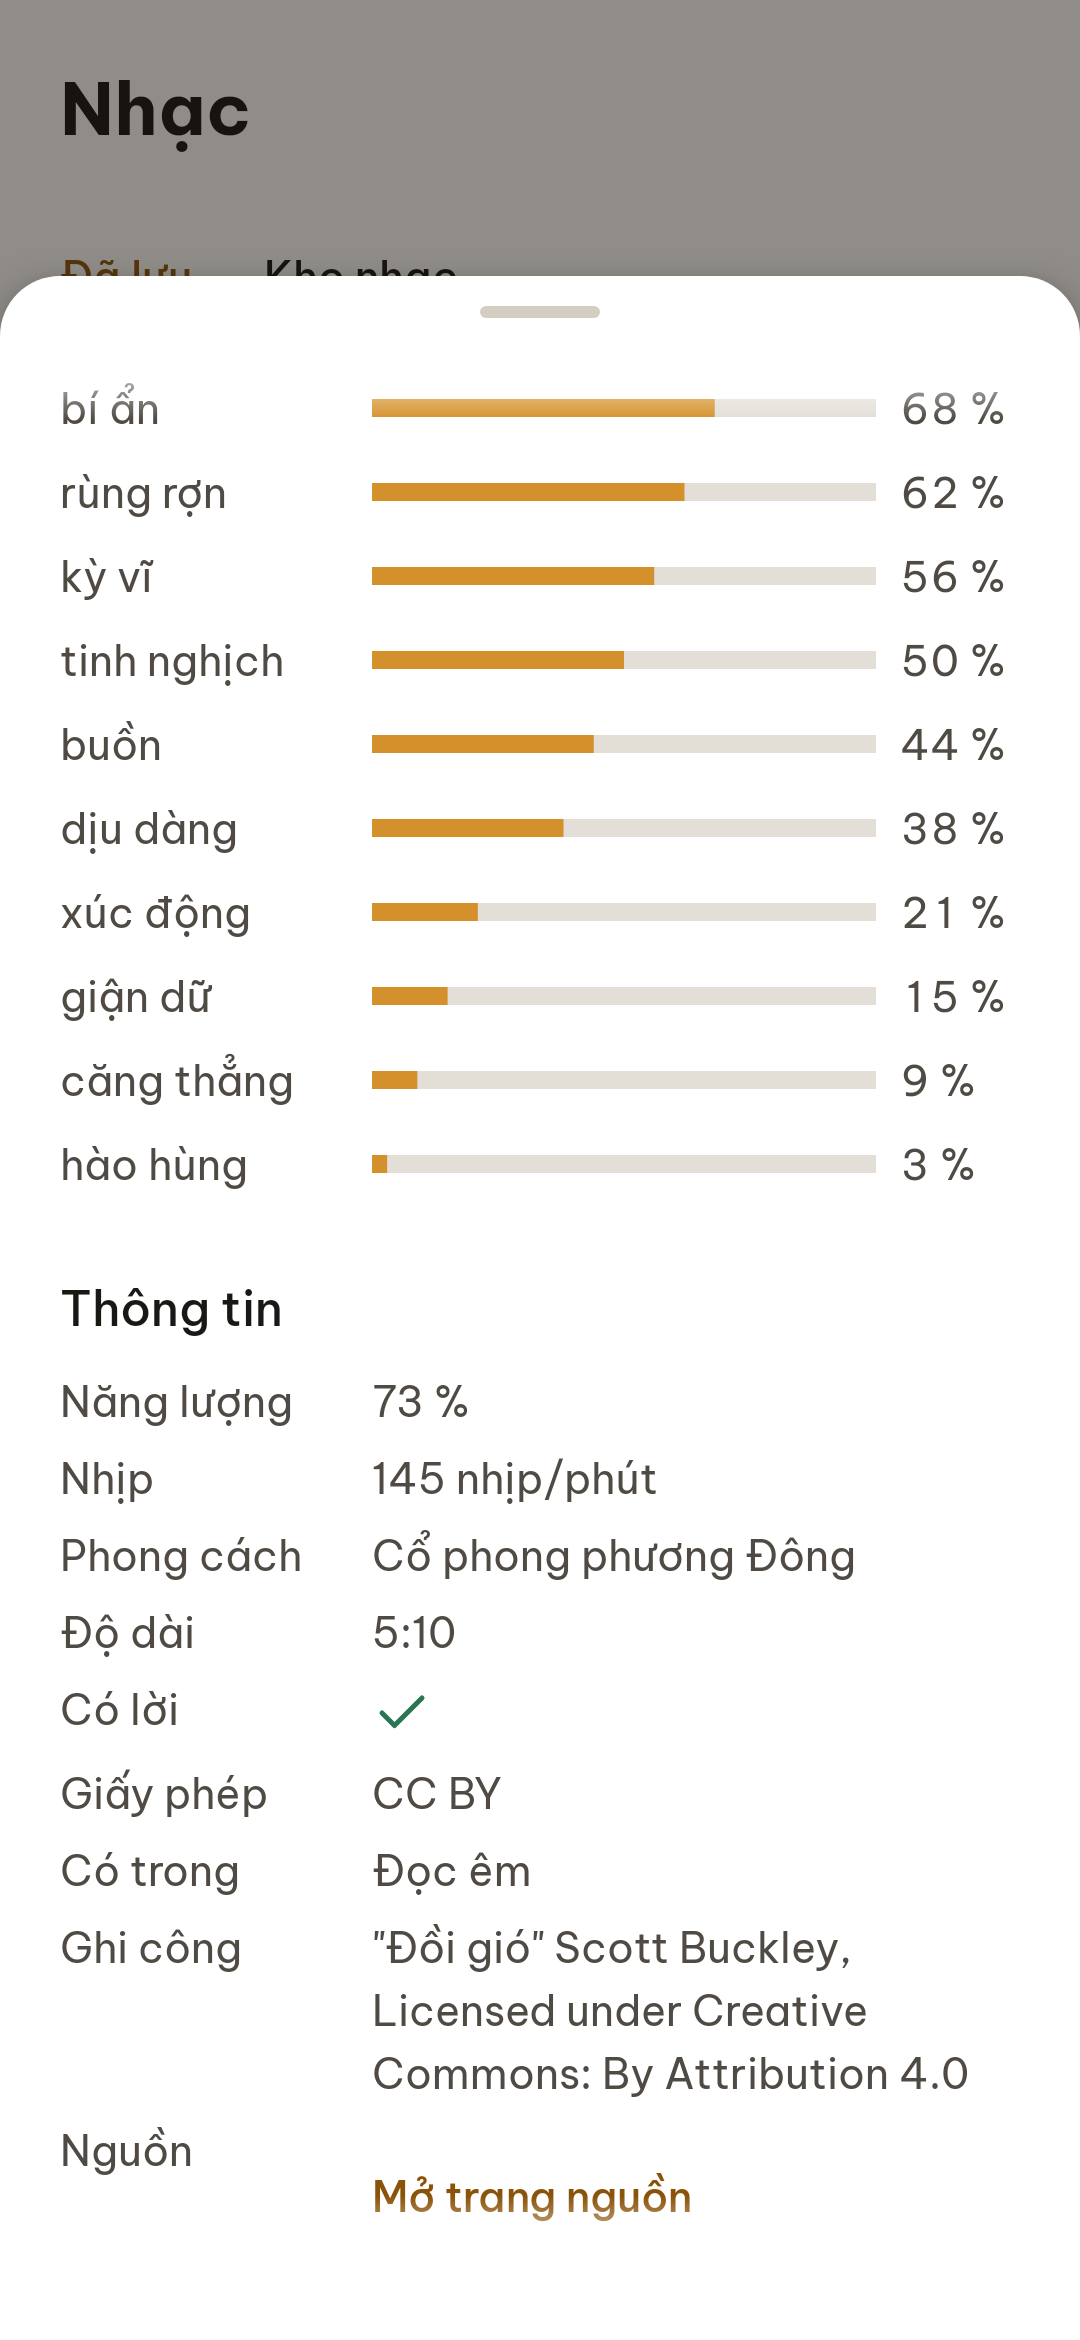 Nhạc
Đã lưu Kho nhạc
bí ẩn 68 %
rùng rợn 62 %
kỳ vĩ 56 %
tinh nghịch 50 %
buồn 44 %
dịu dàng 38 %
xúc động 21 %
giận dữ 15 %
căng thẳng 9 %
hào hùng 3 %
Thông tin
Năng lượng 73 %
Nhịp 145 nhịp/phút
Phong cách Cổ phong phương Đông
Độ dài 5:10
Có lời
Giấy phép CC BY
Có trong Đọc êm
Ghi công "Đồi gió" Scott Buckley,
Licensed under Creative
Commons: By Attribution 4.0
Nguồn
Mở trang nguồn